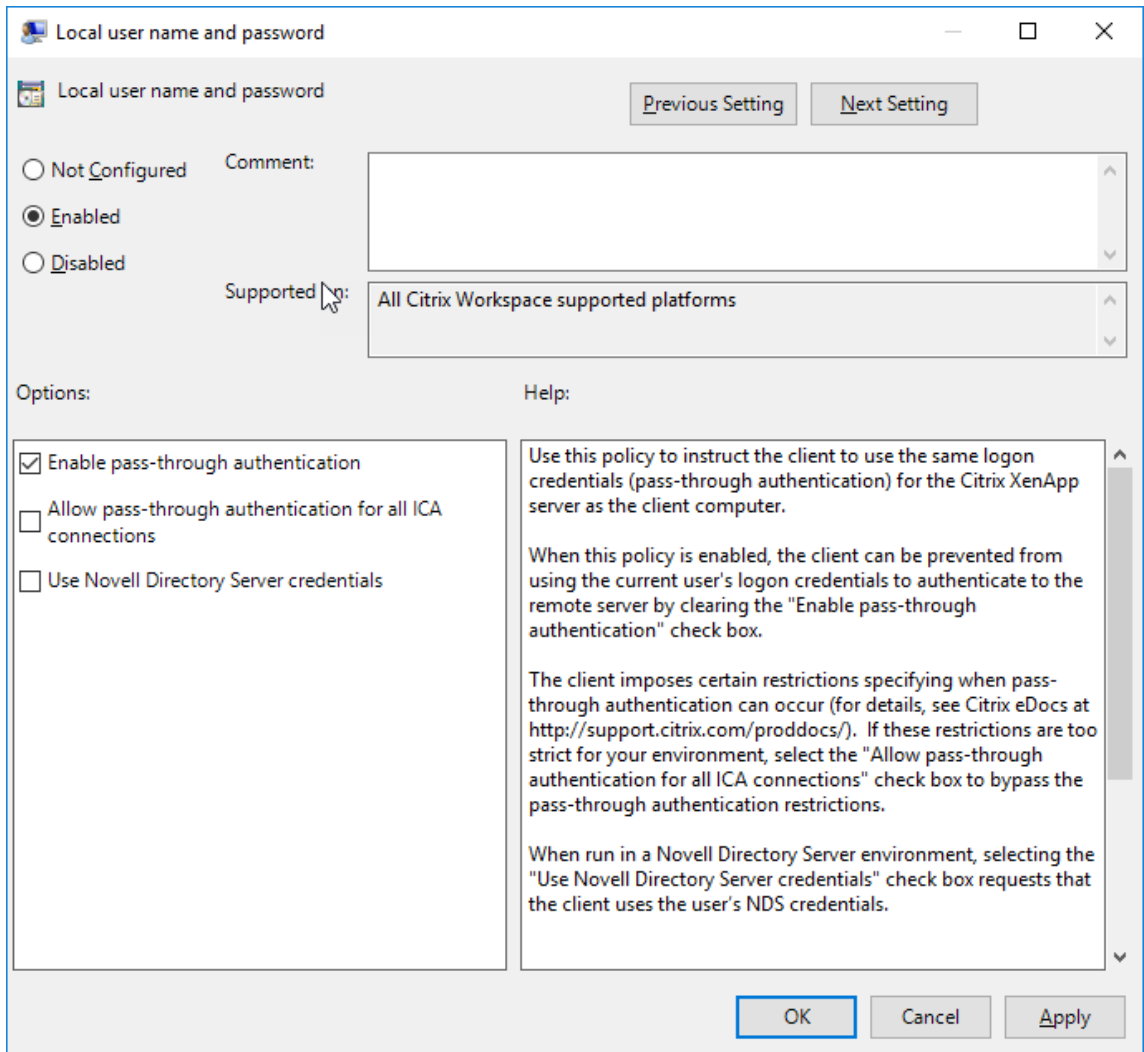 Local user name and password
Local user name and password
Previous Setting
Next Setting
Not Configured
Enabled
Disabled
Comment:
Supported on:
All Citrix Workspace supported platforms
Options:
Help:
Enable pass-through authentication
Allow pass-through authentication for all ICA
connections
Use Novell Directory Server credentials
Use this policy to instruct the client to use the same logon
credentials (pass-through authentication) for the Citrix XenApp
server as the client computer.
When this policy is enabled, the client can be prevented from
using the current user's logon credentials to authenticate to the
remote server by clearing the "Enable pass-through
authentication" check box.
The client imposes certain restrictions specifying when pass-
through authentication can occur (for details, see Citrix eDocs at
http://support.citrix.com/proddocs/).  If these restrictions are too
strict for your environment, select the "Allow pass-through
authentication for all ICA connections" check box to bypass the
pass-through authentication restrictions.
When run in a Novell Directory Server environment, selecting the
"Use Novell Directory Server credentials" check box requests that
the client uses the user's NDS credentials.
OK
Cancel
Apply